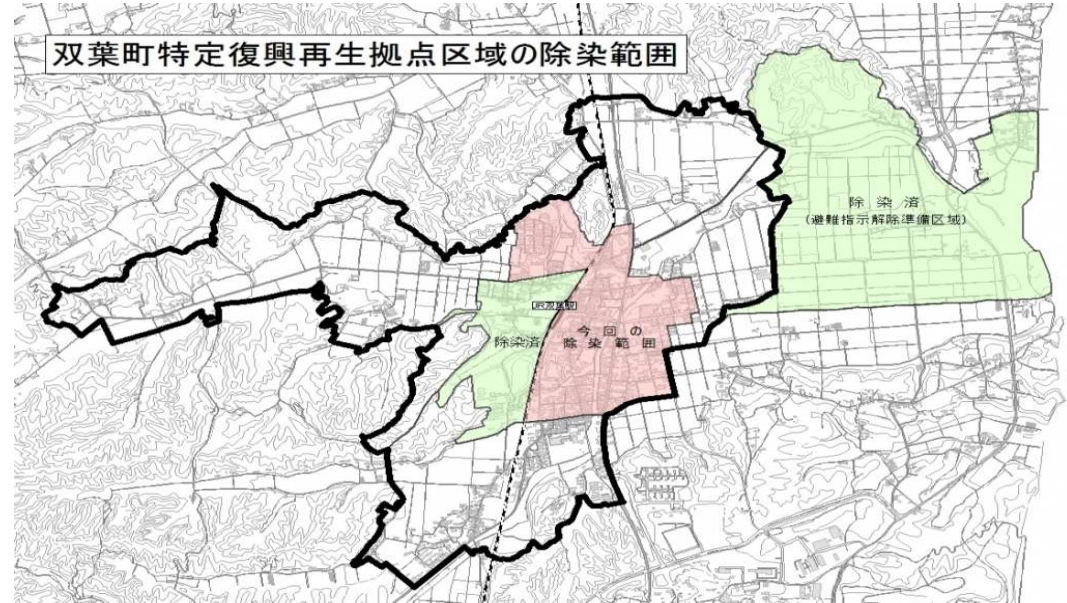 双葉町特定復興再生拠点区域の除染範囲
除染済
(避難指示解除準備区域)
JR双葉駅
今回の
除染範囲
除染済